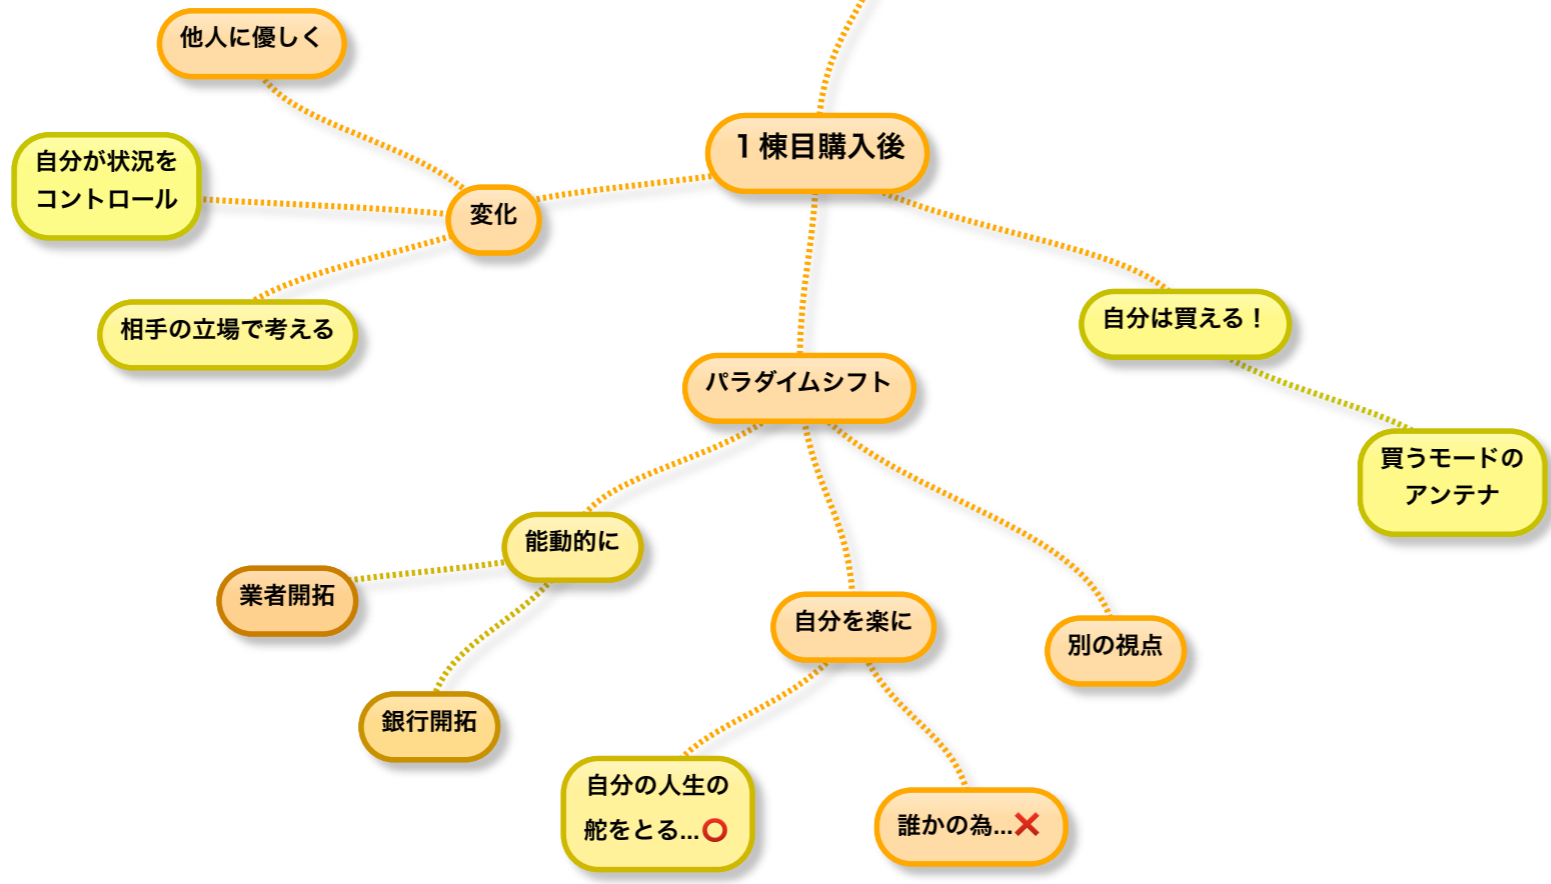 他人に優しく
１棟目購入後
自分が状況を
コントロール
変化
相手の立場で考える
自分は買える！
パラダイムシフト
買うモードの
アンテナ
能動的に
業者開拓
自分を楽に
別の視点
銀行開拓
自分の人生の
舵をとる...⭕
誰かの為...❌